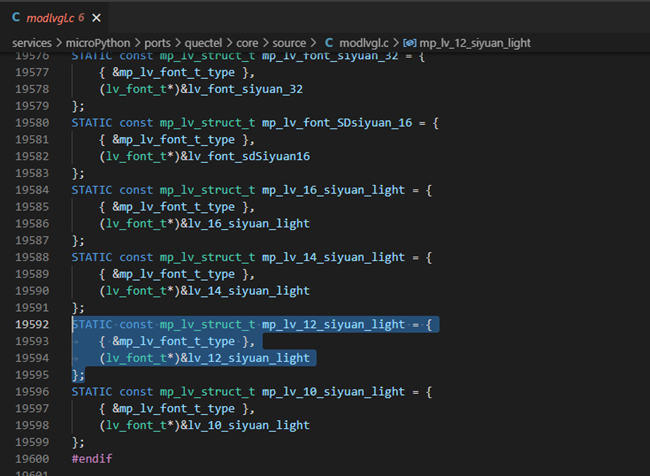 C modlvgl.c 6 ×
services > microPython > ports > quectel > core > source > C modlvgl.c > mp_lv_12_siyuan_light
19576 STATIC const mp_lv_struct_t mp_lv_font_siyuan_32 = {
19577 { &mp_lv_font_t_type },
19578 (lv_font_t*)&lv_font_siyuan_32
19579 };
19580 STATIC const mp_lv_struct_t mp_lv_font_SDsiyuan_16 = {
19581 { &mp_lv_font_t_type },
19582 (lv_font_t*)&lv_font_sdSiyuan16
19583 };
19584 STATIC const mp_lv_struct_t mp_lv_16_siyuan_light = {
19585 { &mp_lv_font_t_type },
19586 (lv_font_t*)&lv_16_siyuan_light
19587 };
19588 STATIC const mp_lv_struct_t mp_lv_14_siyuan_light = {
19589 { &mp_lv_font_t_type },
19590 (lv_font_t*)&lv_14_siyuan_light
19591 };
19592 STATIC const mp_lv_struct_t mp_lv_12_siyuan_light = {
19593 { &mp_lv_font_t_type },
19594 (lv_font_t*)&lv_12_siyuan_light
19595 };
19596 STATIC const mp_lv_struct_t mp_lv_10_siyuan_light = {
19597 { &mp_lv_font_t_type },
19598 (lv_font_t*)&lv_10_siyuan_light
19599 };
19600 #endif
19601